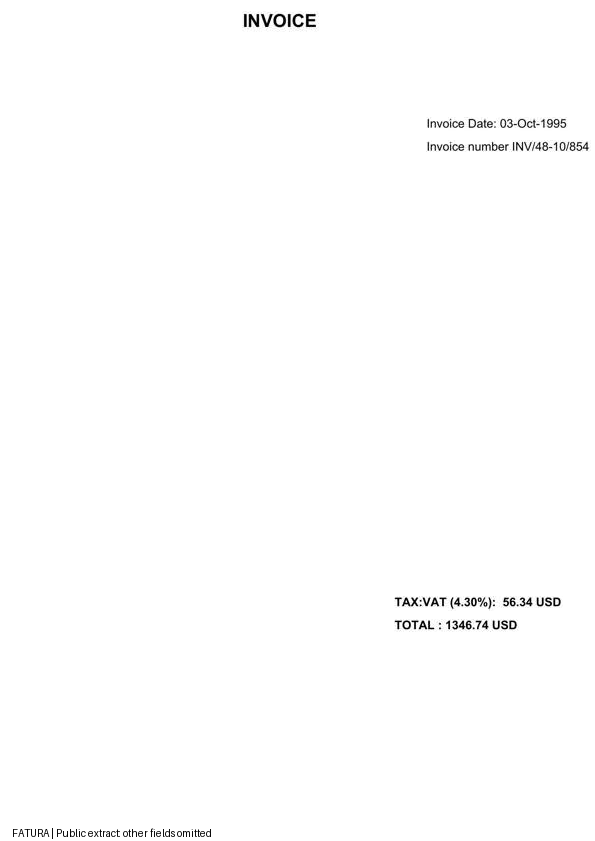 INVOICE
Invoice Date: 03-Oct-1995
Invoice number INV/48-10/854
TAX:VAT (4.30%): 56.34 USD
TOTAL : 1346.74 USD
FATURA | Public extract: other fields omitted